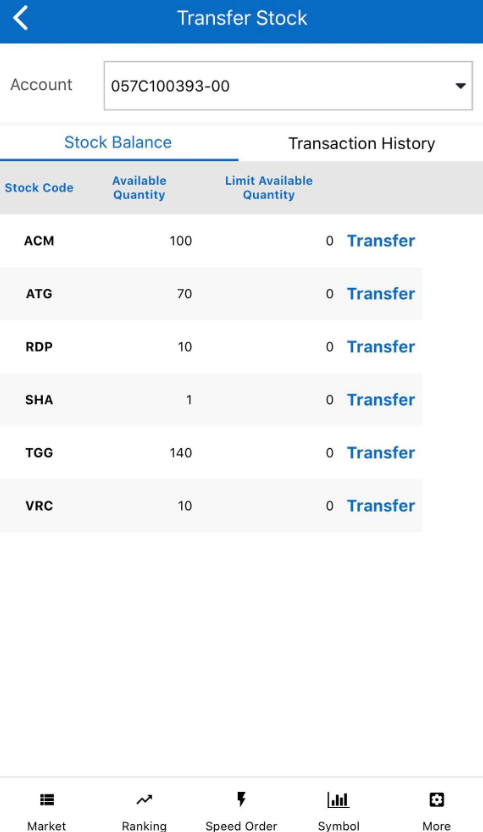 Transfer Stock
Account 057C100393-00
Stock Balance Transaction History
Stock Code Available Quantity Limit Available Quantity
ACM 100 0 Transfer
ATG 70 0 Transfer
RDP 10 0 Transfer
SHA 1 0 Transfer
TGG 140 0 Transfer
VRC 10 0 Transfer
Market Ranking Speed Order Symbol More